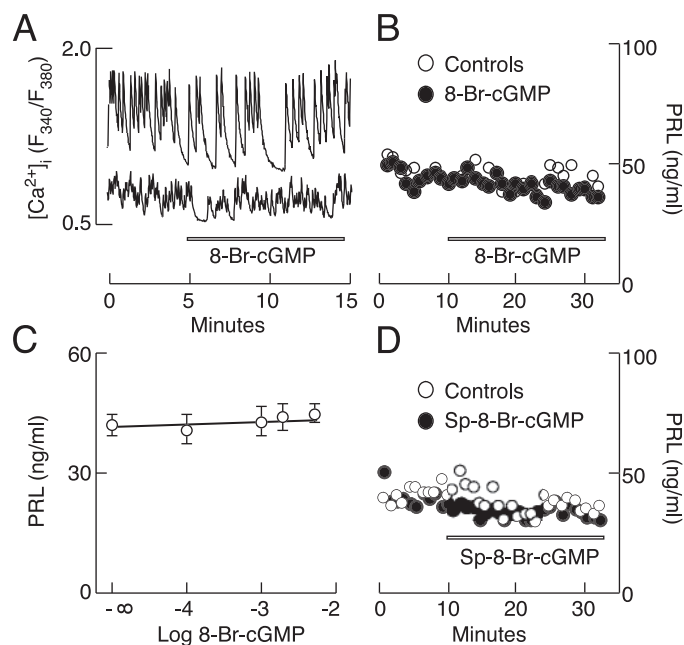 A
2.0
[Ca²⁺]i (F340/F380)
0.5
8-Br-cGMP
0 5 10 15
Minutes
B
Controls
8-Br-cGMP
100
50
0
PRL (ng/ml)
8-Br-cGMP
0 10 20 30
Minutes
C
60
30
0
PRL (ng/ml)
-∞ -4 -3 -2
Log 8-Br-cGMP
D
Controls
Sp-8-Br-cGMP
100
50
0
PRL (ng/ml)
Sp-8-Br-cGMP
0 10 20 30
Minutes